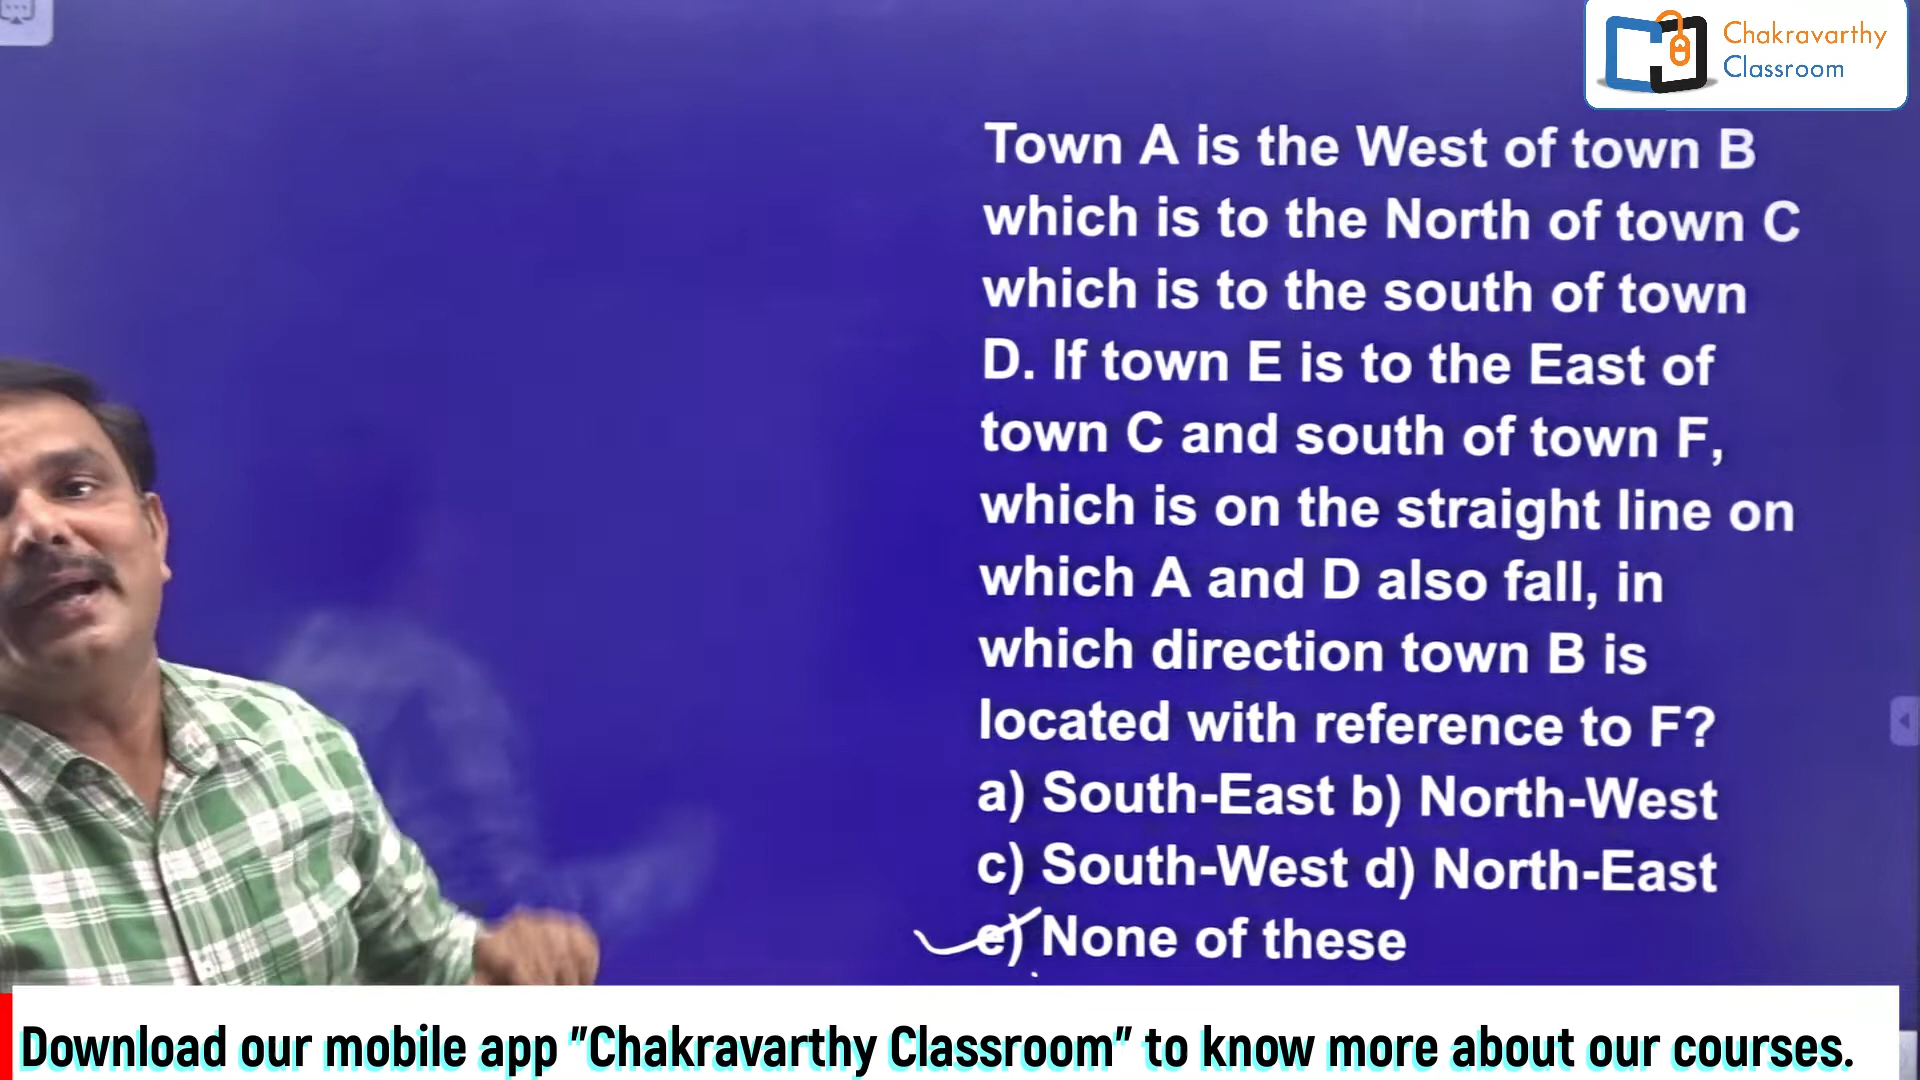 Chakravarthy
Classroom
Town A is the West of town B
which is to the North of town C
which is to the south of town
D. If town E is to the East of
town C and south of town F,
which is on the straight line on
which A and D also fall, in
which direction town B is
located with reference to F?
a) South-East b) North-West
c) South-West d) North-East
e) None of these
Download our mobile app "Chakravarthy Classroom" to know more about our courses.